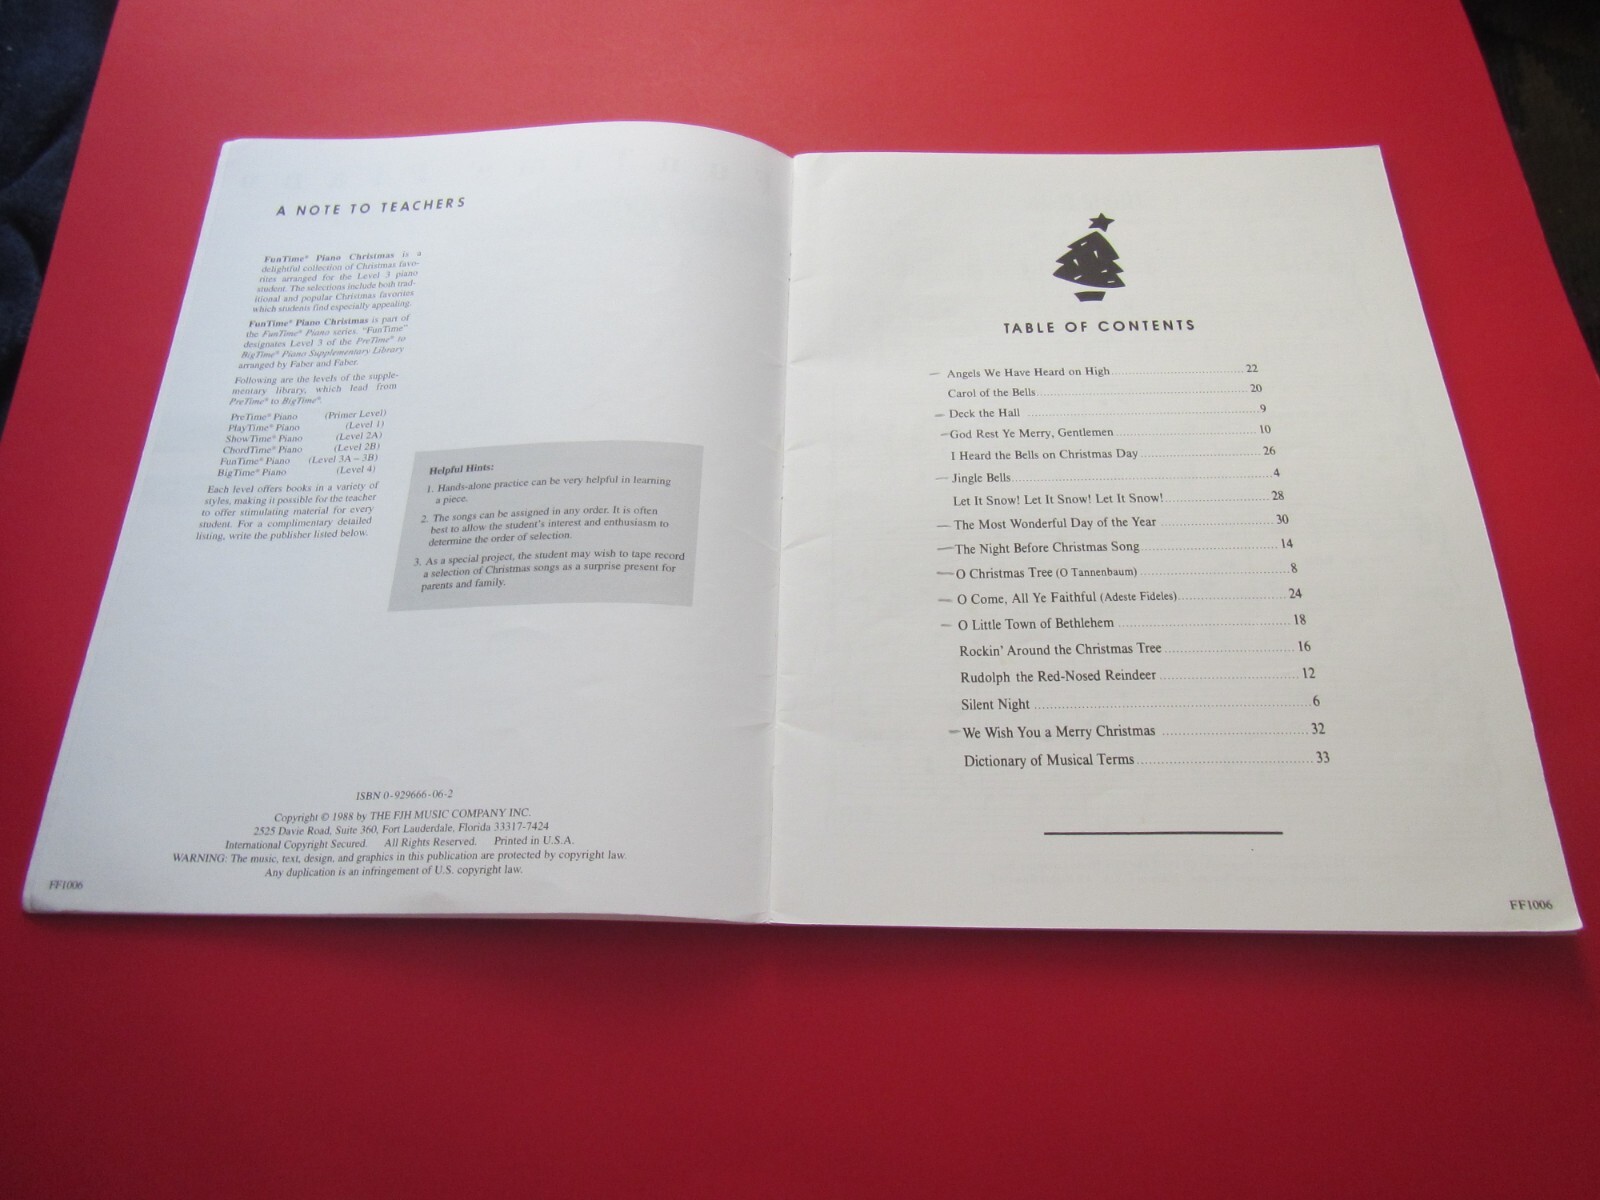 A NOTE TO TEACHERS
FunTime® Piano Christmas is a
delightful collection of Christmas favo-
rites arranged for the Level 3 piano
student. The selections include both trad-
itional and popular Christmas favorites
which students find especially appealing.
FunTime® Piano Christmas is part of
the FunTime® Piano series. "FunTime"
designates Level 3 of the PreTime® to
BigTime® Piano Supplementary Library
arranged by Faber and Faber.
Following are the levels of the supple-
mentary library, which lead from
PreTime® to BigTime®.
PreTime® Piano (Primer Level)
PlayTime® Piano (Level 1)
ShowTime® Piano (Level 2A)
ChordTime® Piano (Level 2B)
FunTime® Piano (Level 3A – 3B)
BigTime® Piano (Level 4)
Each level offers books in a variety of
styles, making it possible for the teacher
to offer stimulating material for every
student. For a complimentary detailed
listing, write the publisher listed below.
Helpful Hints:
1. Hands-alone practice can be very helpful in learning
a piece.
2. The songs can be assigned in any order. It is often
best to allow the student's interest and enthusiasm to
determine the order of selection.
3. As a special project, the student may wish to tape record
a selection of Christmas songs as a surprise present for
parents and family.
ISBN 0-929666-06-2
Copyright © 1988 by THE FJH MUSIC COMPANY INC.
2525 Davie Road, Suite 360, Fort Lauderdale, Florida 33317-7424
International Copyright Secured. All Rights Reserved. Printed in U.S.A.
WARNING: The music, text, design, and graphics in this publication are protected by copyright law.
Any duplication is an infringement of U.S. copyright law.
FF1006
TABLE OF CONTENTS
Angels We Have Heard on High 22
Carol of the Bells 20
Deck the Hall 9
God Rest Ye Merry, Gentlemen 10
I Heard the Bells on Christmas Day 26
Jingle Bells 4
Let It Snow! Let It Snow! Let It Snow! 28
The Most Wonderful Day of the Year 30
The Night Before Christmas Song 14
O Christmas Tree (O Tannenbaum) 8
O Come, All Ye Faithful (Adeste Fideles) 24
O Little Town of Bethlehem 18
Rockin' Around the Christmas Tree 16
Rudolph the Red-Nosed Reindeer 12
Silent Night 6
We Wish You a Merry Christmas 32
Dictionary of Musical Terms 33
FF1006